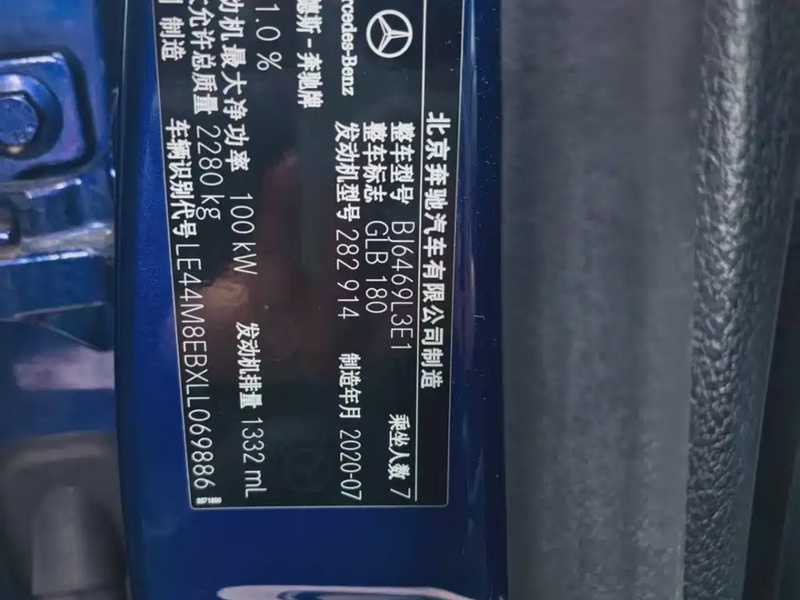 北京奔驰汽车有限公司制造
整车型号 BJ6469L3E1 乘坐人数 7
整车标志 GLB 180
发动机型号 282 914 制造年月 2020-07
Mercedes-Benz
德斯-奔驰牌
1.0 %
动机最大净功率 100 kW 发动机排量 1332 mL
允许总质量 2280 kg
制造
车辆识别代号 LE44M8EBXLL069886